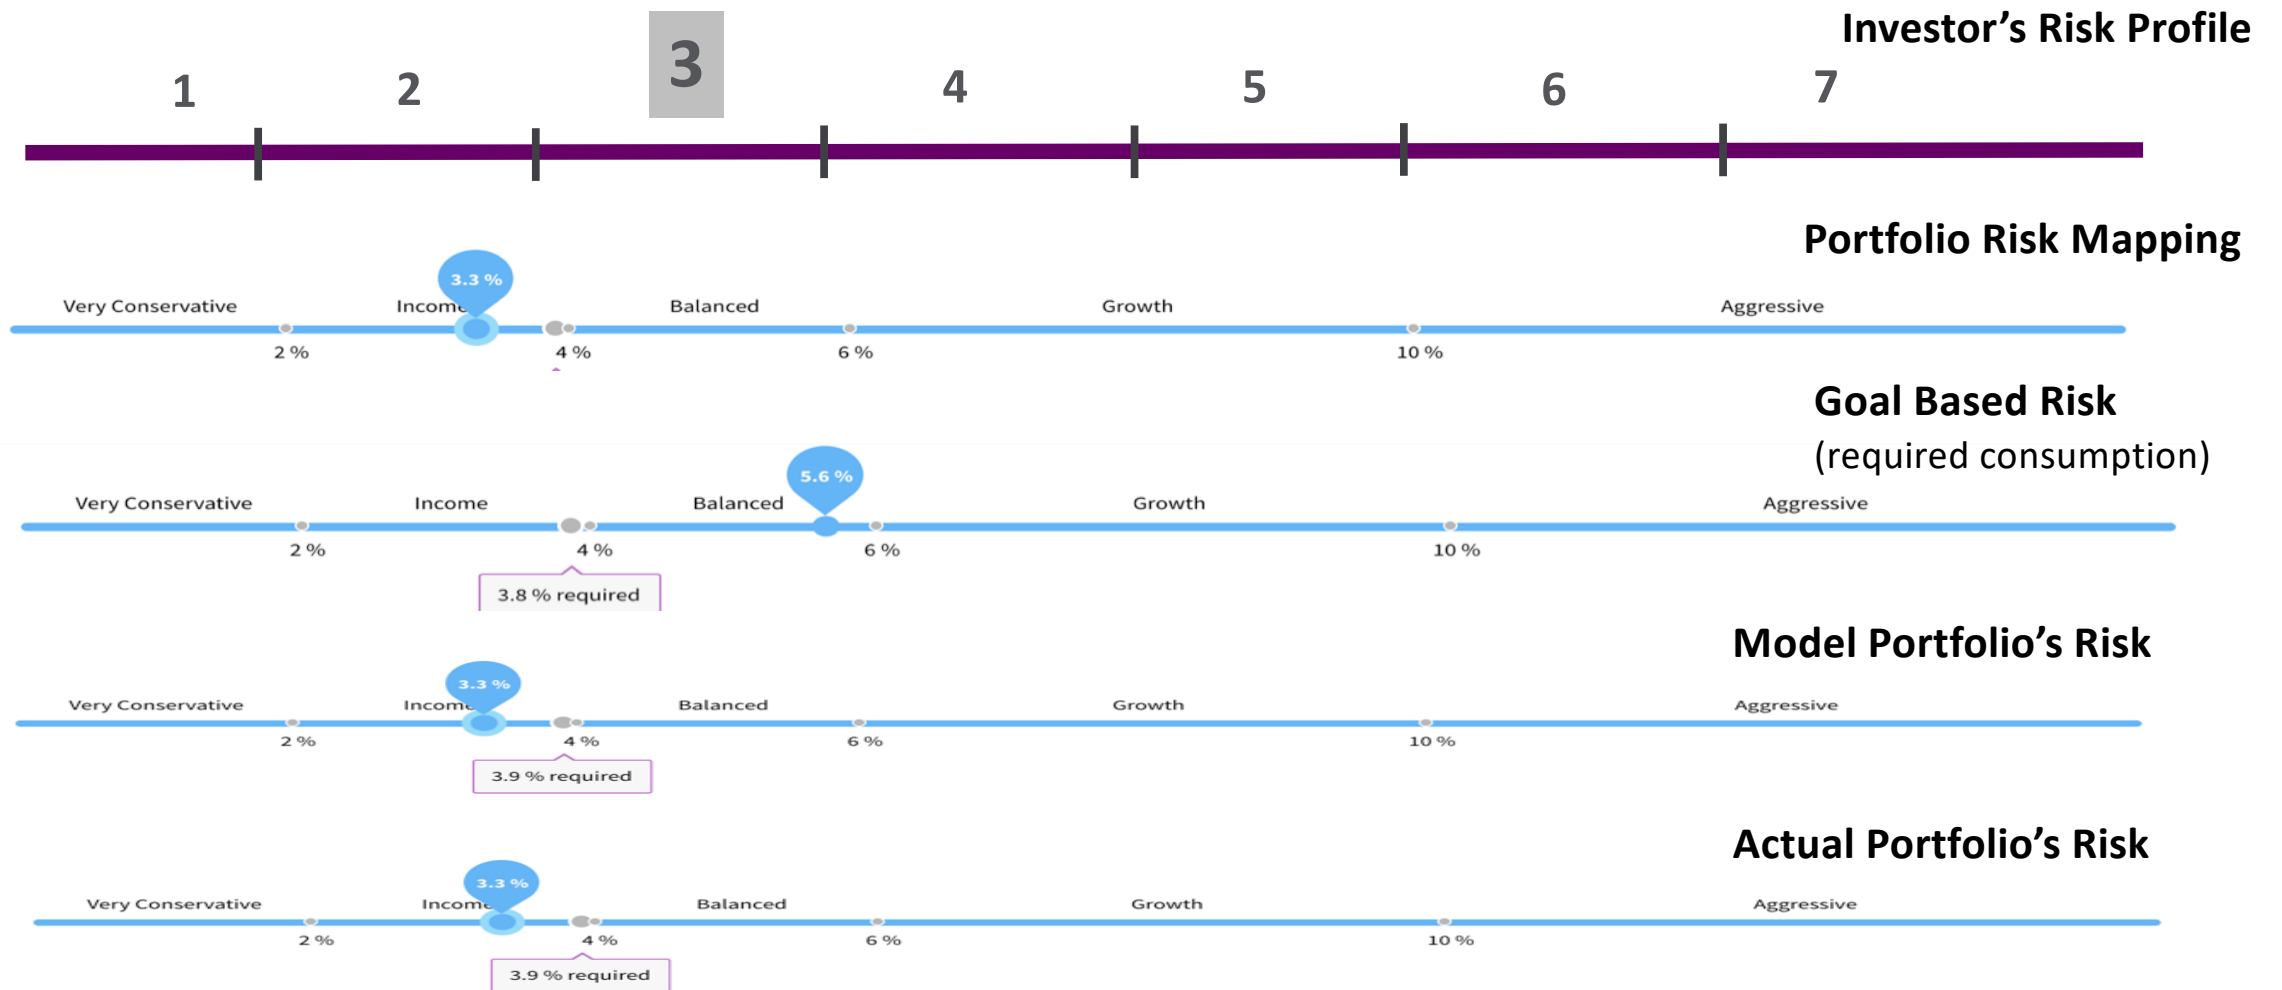 Investor’s Risk Profile
1 2 3 4 5 6 7
Portfolio Risk Mapping
3.3 %
Very Conservative Income Balanced Growth Aggressive
2 % 4 % 6 % 10 %
Goal Based Risk
(required consumption)
5.6 %
Very Conservative Income Balanced Growth Aggressive
2 % 4 % 6 % 10 %
3.8 % required
Model Portfolio’s Risk
3.3 %
Very Conservative Income Balanced Growth Aggressive
2 % 4 % 6 % 10 %
3.9 % required
Actual Portfolio’s Risk
3.3 %
Very Conservative Income Balanced Growth Aggressive
2 % 4 % 6 % 10 %
3.9 % required